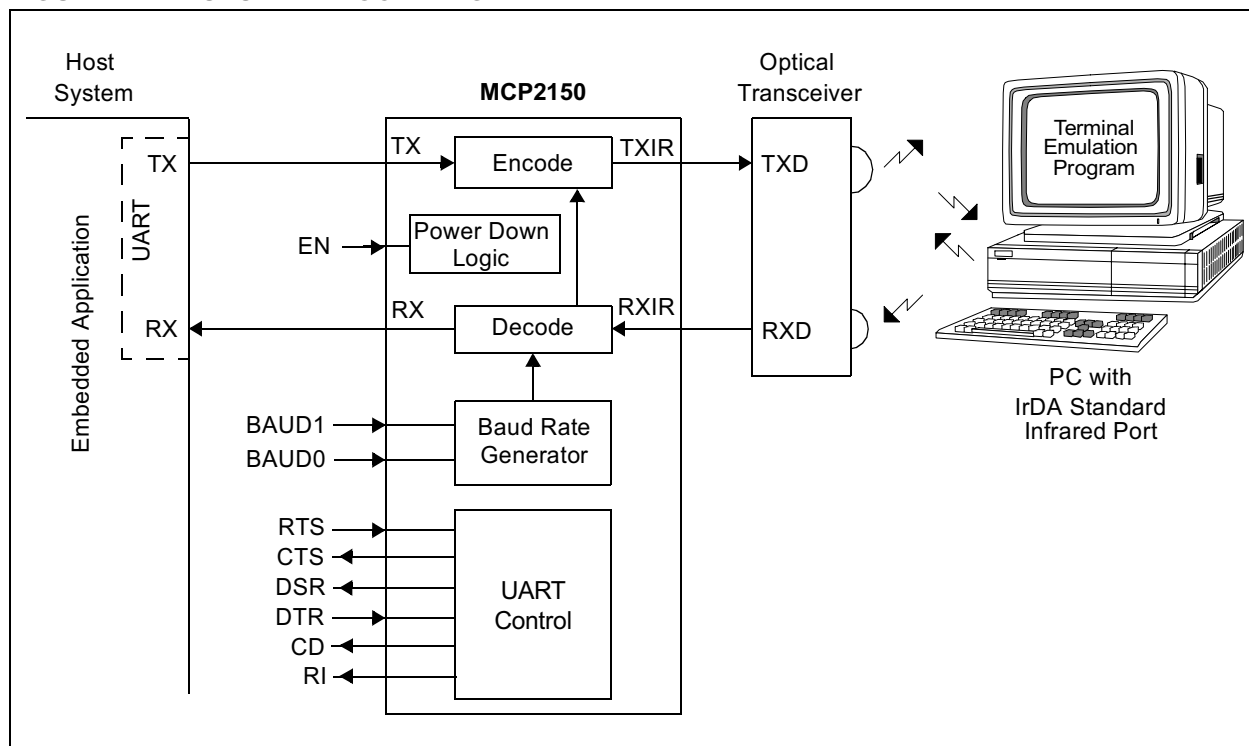 Host
System
MCP2150
Optical
Transceiver
Terminal
Emulation
Program
TX
TX
Encode
TXIR
TXD
UART
Embedded Application
EN
Power Down
Logic
RX
RX
Decode
RXIR
RXD
PC with
IrDA Standard
Infrared Port
BAUD1
BAUD0
Baud Rate
Generator
RTS
CTS
DSR
DTR
CD
RI
UART
Control